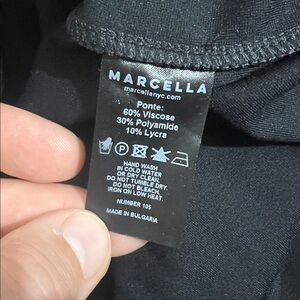 MARCELLA
marcellanyc.com
Ponte:
60% Viscose
30% Polyamide
10% Lycra
HAND WASH
IN COLD WATER
OR DRY CLEAN.
DO NOT TUMBLE DRY.
DO NOT BLEACH.
IRON ON LOW HEAT.
NUMBER 105
MADE IN BULGARIA